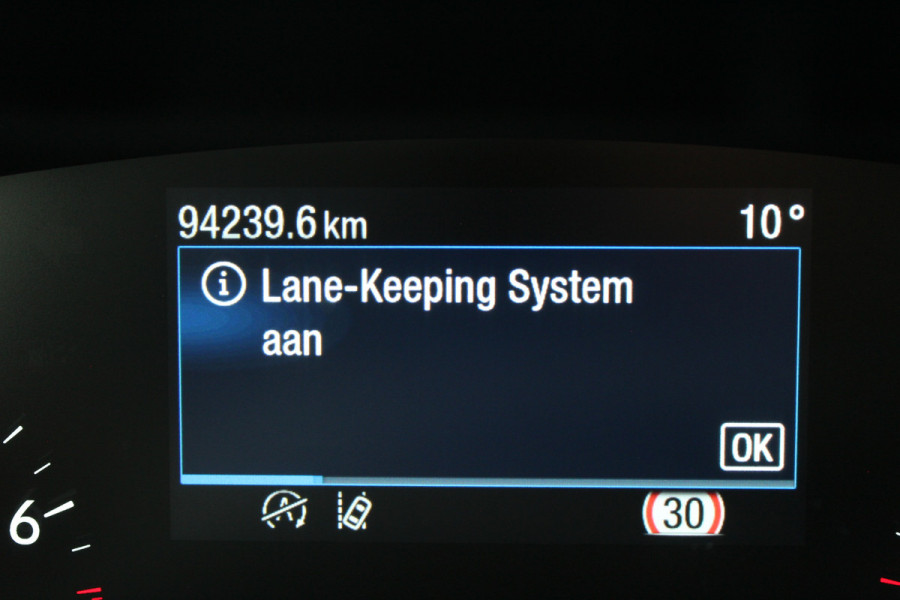 94239.6 km 10°
i Lane-Keeping System
aan
OK
6
A
30